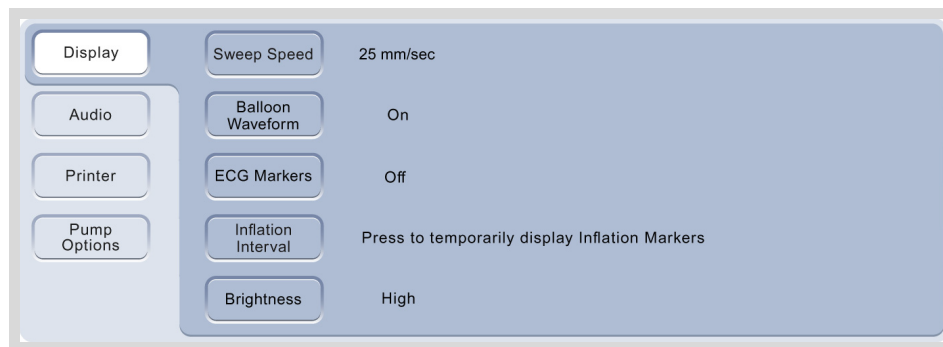 Display
Sweep Speed 25 mm/sec
Audio
Balloon
Waveform
On
Printer
ECG Markers Off
Pump
Options
Inflation
Interval
Press to temporarily display Inflation Markers
Brightness High